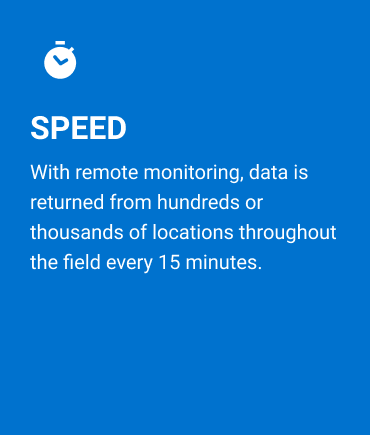 SPEED
With remote monitoring, data is
returned from hundreds or
thousands of locations throughout
the field every 15 minutes.